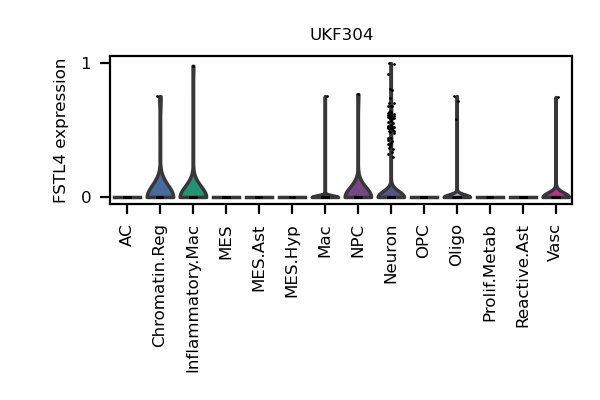 UKF304
FSTL4 expression
1
0
AC
Chromatin.Reg
Inflammatory.Mac
MES
MES.Ast
MES.Hyp
Mac
NPC
Neuron
OPC
Oligo
Prolif.Metab
Reactive.Ast
Vasc